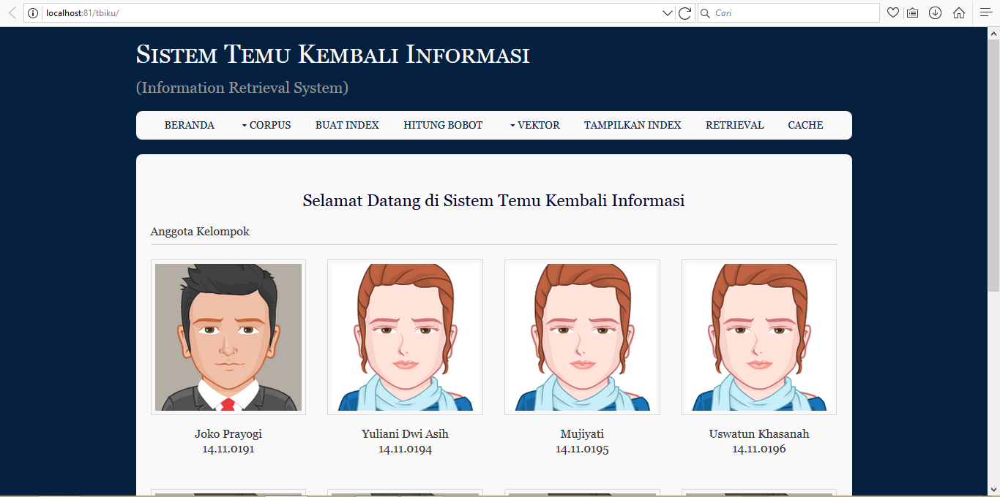 localhost:81/tbiku/
Cari
Sistem Temu Kembali Informasi
(Information Retrieval System)
BERANDA CORPUS BUAT INDEX HITUNG BOBOT VEKTOR TAMPILKAN INDEX RETRIEVAL CACHE
Selamat Datang di Sistem Temu Kembali Informasi
Anggota Kelompok
Joko Prayogi Yuliani Dwi Asih Mujiyati Uswatun Khasanah
14.11.0191 14.11.0194 14.11.0195 14.11.0196